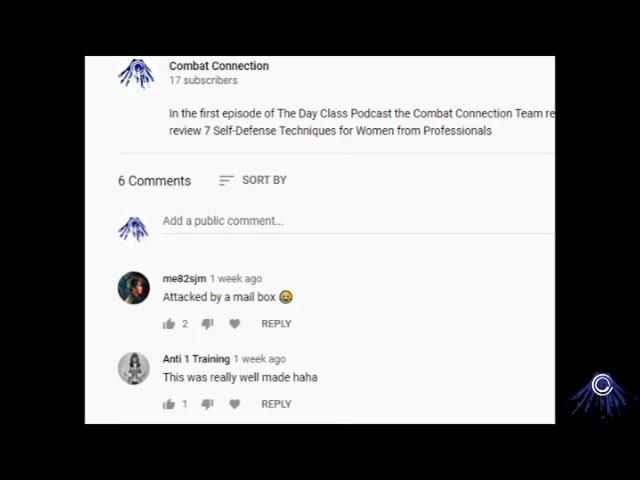 Combat Connection
17 subscribers
In the first episode of The Day Class Podcast the Combat Connection Team re
review 7 Self-Defense Techniques for Women from Professionals
6 Comments SORT BY
Add a public comment...
me82sjm 1 week ago
Attacked by a mail box 😂
2 REPLY
Anti 1 Training 1 week ago
This was really well made haha
1 REPLY